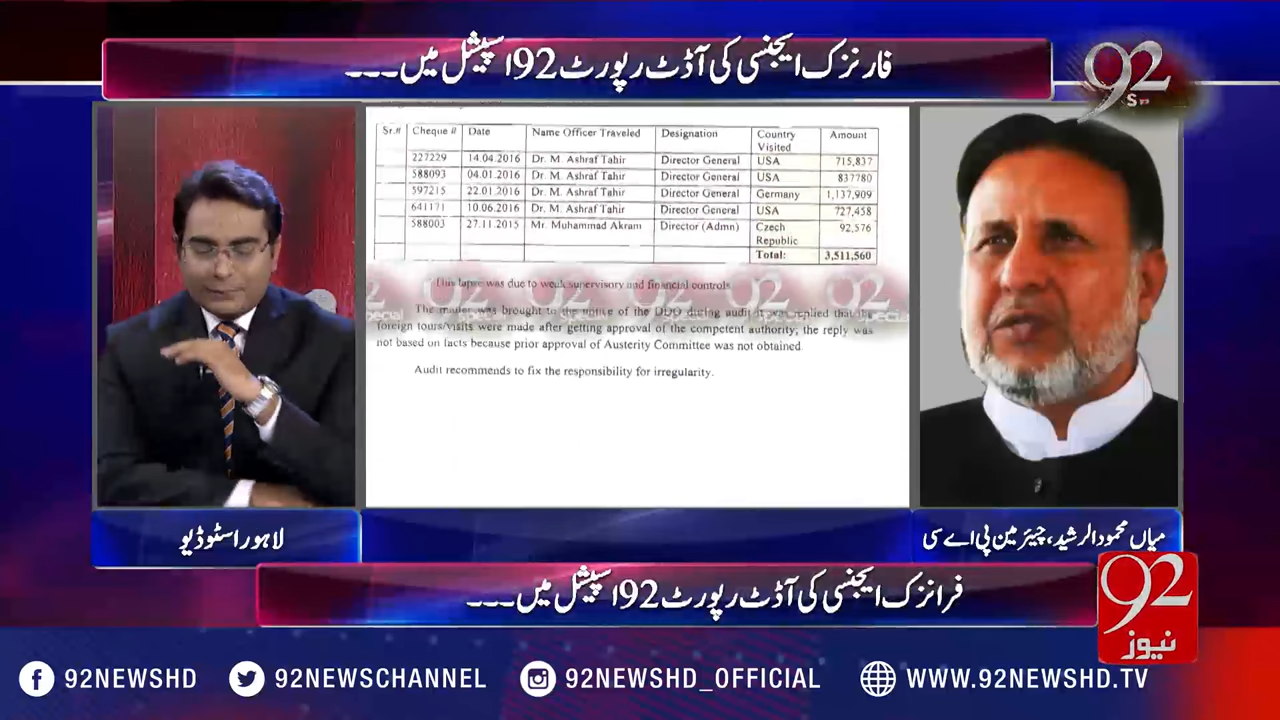 فارنزک ایجنسی کی آڈٹ رپورٹ 92 اسپیشل میں ۔۔۔
92
Sr.# Cheque # Date Name Officer Traveled Designation Country Visited Amount
227229 14.04.2016 Dr. M. Ashraf Tahir Director General USA 715,837
588093 04.01.2016 Dr. M. Ashraf Tahir Director General USA 837780
597215 22.01.2016 Dr. M. Ashraf Tahir Director General Germany 1,137,909
641171 10.06.2016 Dr. M. Ashraf Tahir Director General USA 727,458
588003 27.11.2015 Mr. Muhammad Akram Director (Admn) Czech Republic 92,576
Total: 3,511,560
This lapse was due to weak supervisory and financial controls
The matter was brought to the notice of the DDO during audit it was replied that the
foreign tours/visits were made after getting approval of the competent authority; the reply was
not based on facts because prior approval of Austerity Committee was not obtained.
Audit recommends to fix the responsibility for irregularity.
لاہور اسٹوڈیو
میاں محمود الرشید، چیئرمین پی اے سی
فرانزک ایجنسی کی آڈٹ رپورٹ 92 اسپیشل میں ۔۔۔
92
نیوز
92NEWSHD 92NEWSCHANNEL 92NEWSHD_OFFICIAL WWW.92NEWSHD.TV